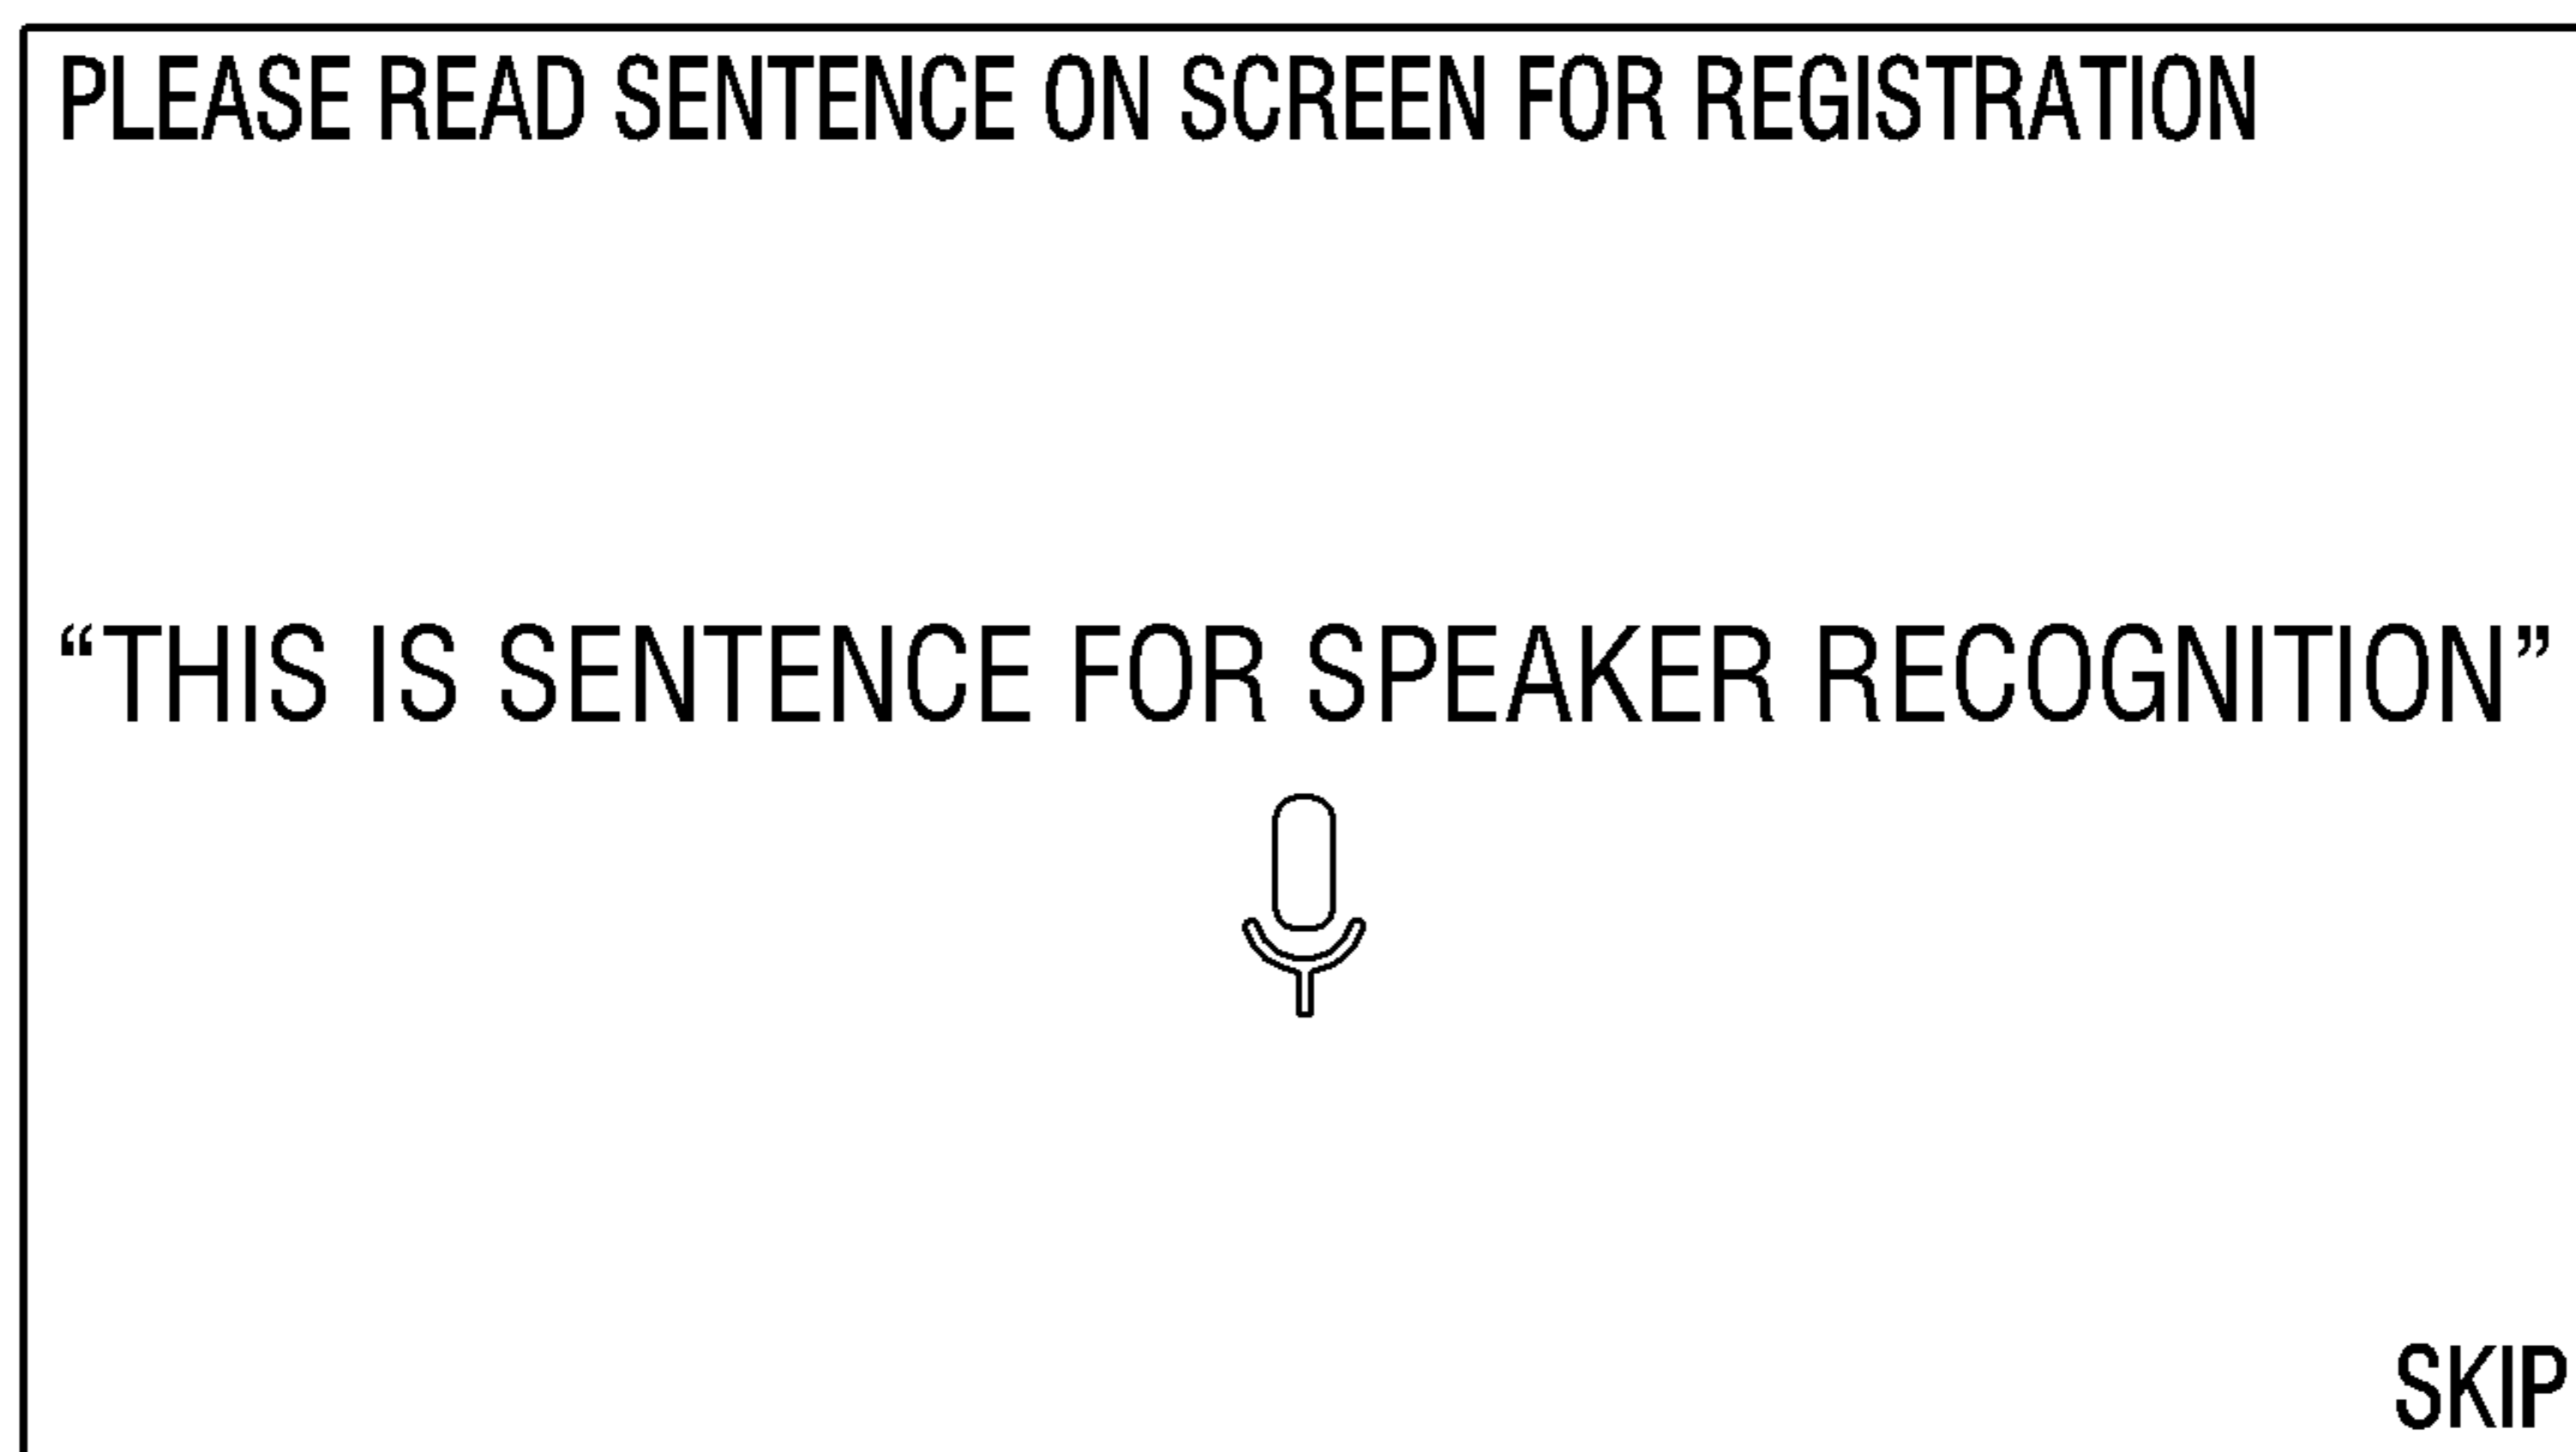 PLEASE READ SENTENCE ON SCREEN FOR REGISTRATION
“THIS IS SENTENCE FOR SPEAKER RECOGNITION”
SKIP